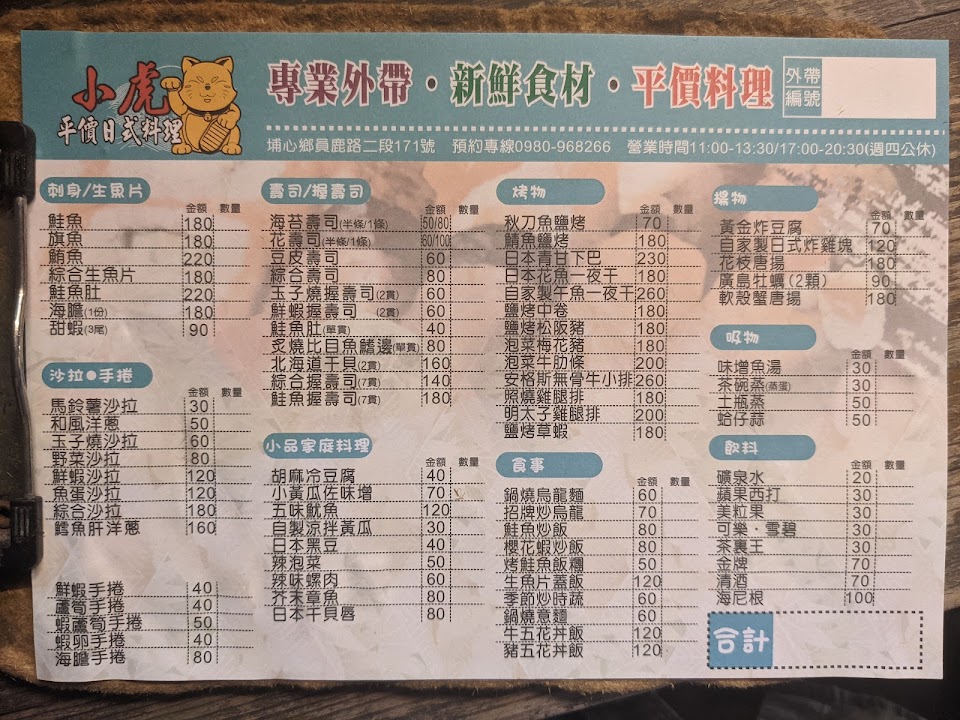 小虎
平價日式料理
專業外帶・新鮮食材・平價料理
外帶編號
埔心鄉員鹿路二段171號 預約專線0980-968266 營業時間11:00-13:30/17:00-20:30(週四公休)
刺身/生魚片
金額 數量
鮭魚 180
旗魚 180
鮪魚 220
綜合生魚片 180
鮭魚肚 220
海膽(1份) 180
甜蝦(3尾) 90
沙拉●手捲
金額 數量
馬鈴薯沙拉 30
和風洋蔥 50
玉子燒沙拉 60
野菜沙拉 80
鮮蝦沙拉 120
魚蛋沙拉 120
綜合沙拉 180
鱈魚肝洋蔥 160
鮮蝦手捲 40
蘆筍手捲 40
蝦蘆筍手捲 50
蝦卵手捲 40
海膽手捲 80
壽司/握壽司
金額 數量
海苔壽司(半條/1條) 50/80
花壽司(半條/1條) 60/100
豆皮壽司 60
綜合壽司 80
玉子燒握壽司(2貫) 60
鮮蝦握壽司 (2貫) 60
鮭魚肚(單貫) 40
炙燒比目魚鰭邊(單貫) 80
北海道干貝(2貫) 160
綜合握壽司(7貫) 140
鮭魚握壽司(7貫) 180
小品家庭料理
金額 數量
胡麻冷豆腐 40
小黃瓜佐味增 70
五味魷魚 120
自製涼拌黃瓜 30
日本黑豆 40
辣泡菜 50
辣味螺肉 60
芥末章魚 80
日本干貝唇 80
烤物
金額 數量
秋刀魚鹽烤 70
鯖魚鹽烤 180
日本青甘下巴 230
日本花魚一夜干 180
自家製午魚一夜干 260
鹽烤中卷 180
鹽烤松阪豬 180
泡菜梅花豬 180
泡菜牛肋條 200
安格斯無骨牛小排 260
照燒雞腿排 180
明太子雞腿排 200
鹽烤草蝦 180
食事
金額 數量
鍋燒烏龍麵 60
招牌炒烏龍 70
鮭魚炒飯 80
櫻花蝦炒飯 80
烤鮭魚飯糰 50
生魚片蓋飯 120
季節炒時蔬 60
鍋燒意麵 60
牛五花丼飯 120
豬五花丼飯 120
揚物
金額 數量
黃金炸豆腐 70
自家製日式炸雞塊 120
花枝唐揚 180
廣島牡蠣(2顆) 90
軟殼蟹唐揚 180
吸物
金額 數量
味增魚湯 30
茶碗蒸(蒸蛋) 30
土瓶蒸 50
蛤仔蒜 50
飲料
金額 數量
礦泉水 20
蘋果西打 30
美粒果 30
可樂・雪碧 30
茶裏王 30
金牌 70
清酒 70
海尼根 100
合計